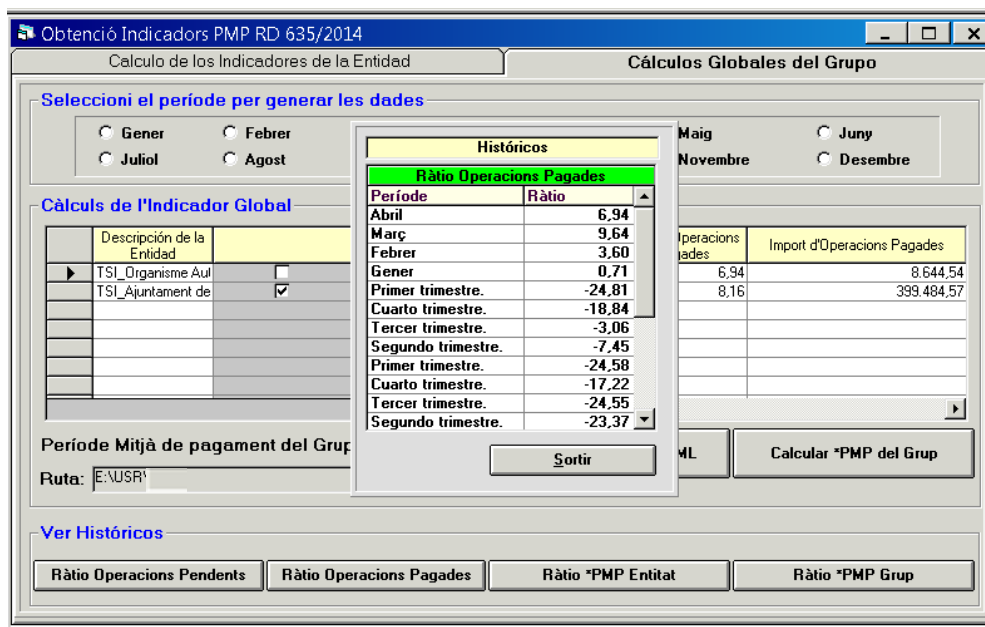 Obtenció Indicadors PMP RD 635/2014
Calculo de los Indicadores de la Entidad
Cálculos Globales del Grupo
Seleccioni el període per generar les dades
Gener Febrer Maig Juny
Juliol Agost Novembre Desembre
Històricos
Ràtio Operacions Pagades
Període Ràtio
Abril 6,94
Març 9,64
Febrer 3,60
Gener 0,71
Primer trimestre. -24,81
Cuarto trimestre. -18,84
Tercer trimestre. -3,06
Segundo trimestre. -7,45
Primer trimestre. -24,58
Cuarto trimestre. -17,22
Tercer trimestre. -24,55
Segundo trimestre. -23,37
Sortir
Càlculs de l'Indicador Global
Descripción de la Entidad
Import d'Operacions Pagades
TSI_Organisme Aut 6,94 8.644,54
TSI_Ajuntament de 8,16 399.484,57
Període Mitjà de pagament del Grup
Calcular *PMP del Grup
Ruta: E:\USR\
Ver Históricos
Ràtio Operacions Pendents
Ràtio Operacions Pagades
Ràtio *PMP Entitat
Ràtio *PMP Grup